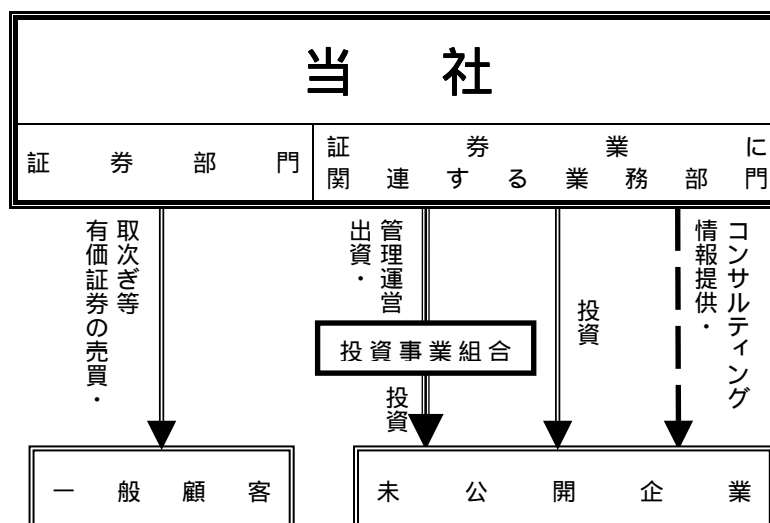 当社
証券部門
証券業に
関連する業務部門
取次ぎ等
有価証券の売買・
管理運営
出資・
投資事業組合
投資
投資
コンサルティング
情報提供・
一般顧客
未公開企業